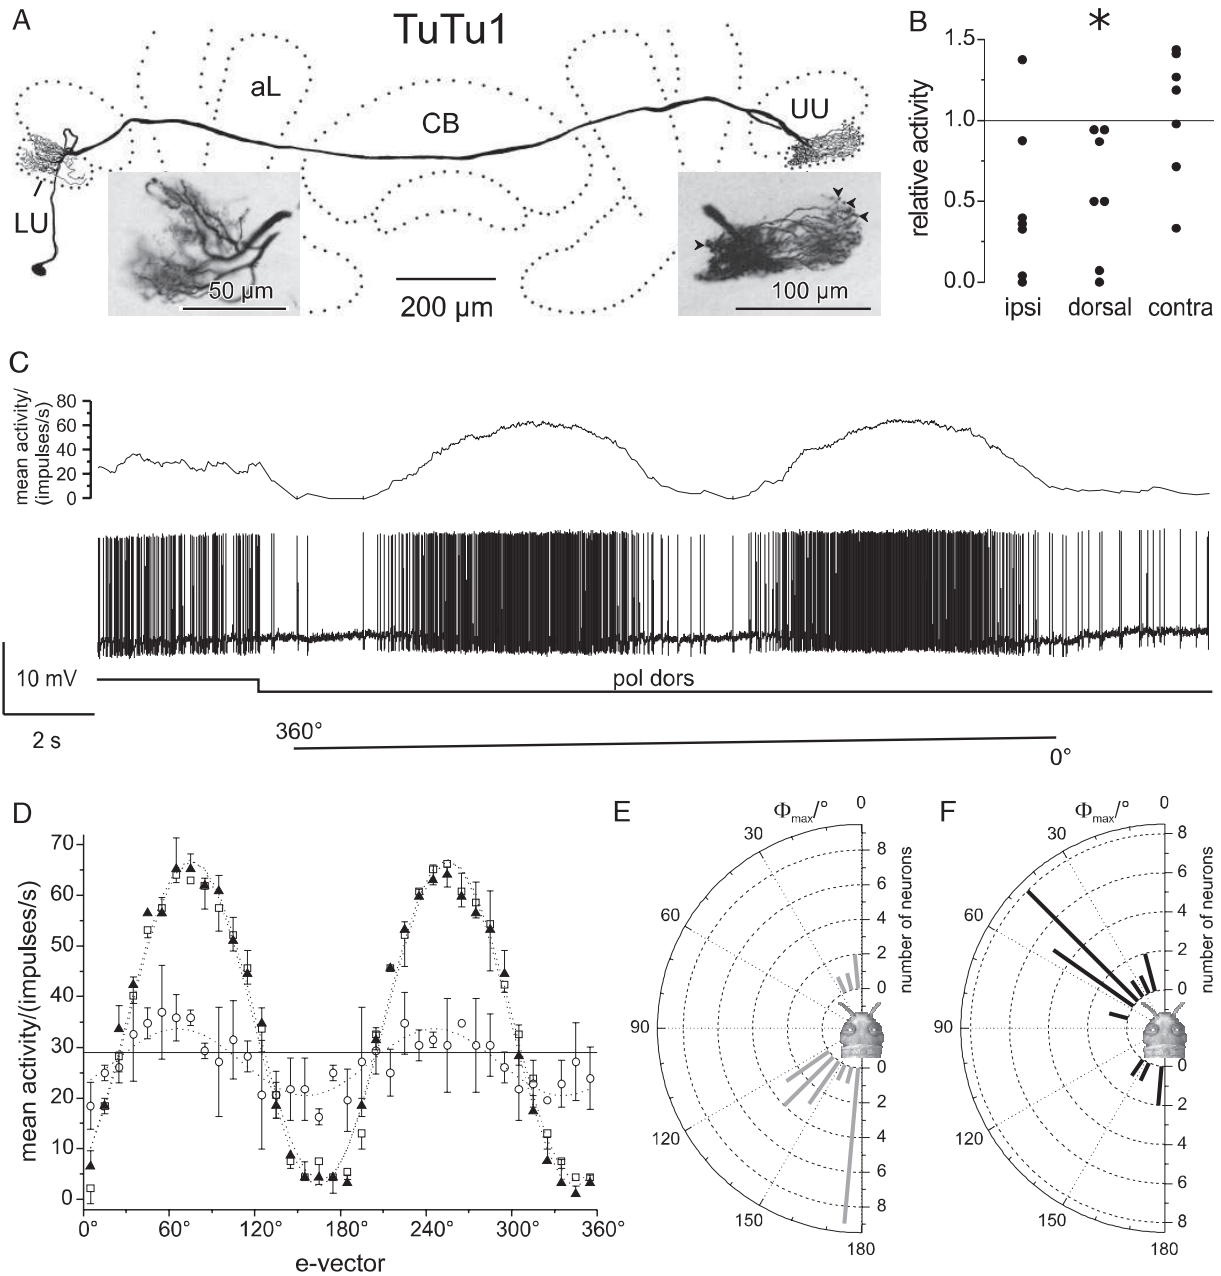 A
TuTu1
aL
CB
UU
LU
50 µm
200 µm
100 µm
B
relative activity
1.5
1.0
0.5
0.0
*
ipsi dorsal contra
C
mean activity/
(impulses/s)
80
60
40
20
0
10 mV
2 s
pol dors
360°
0°
D
mean activity/(impulses/s)
70
60
50
40
30
20
10
0
0° 60° 120° 180° 240° 300° 360°
e-vector
E
Φmax/°
0
30
60
90
120
150
180
8
6
4
2
0
0
2
4
6
8
number of neurons
F
Φmax/°
0
30
60
90
120
150
180
8
6
4
2
0
0
2
4
6
8
number of neurons